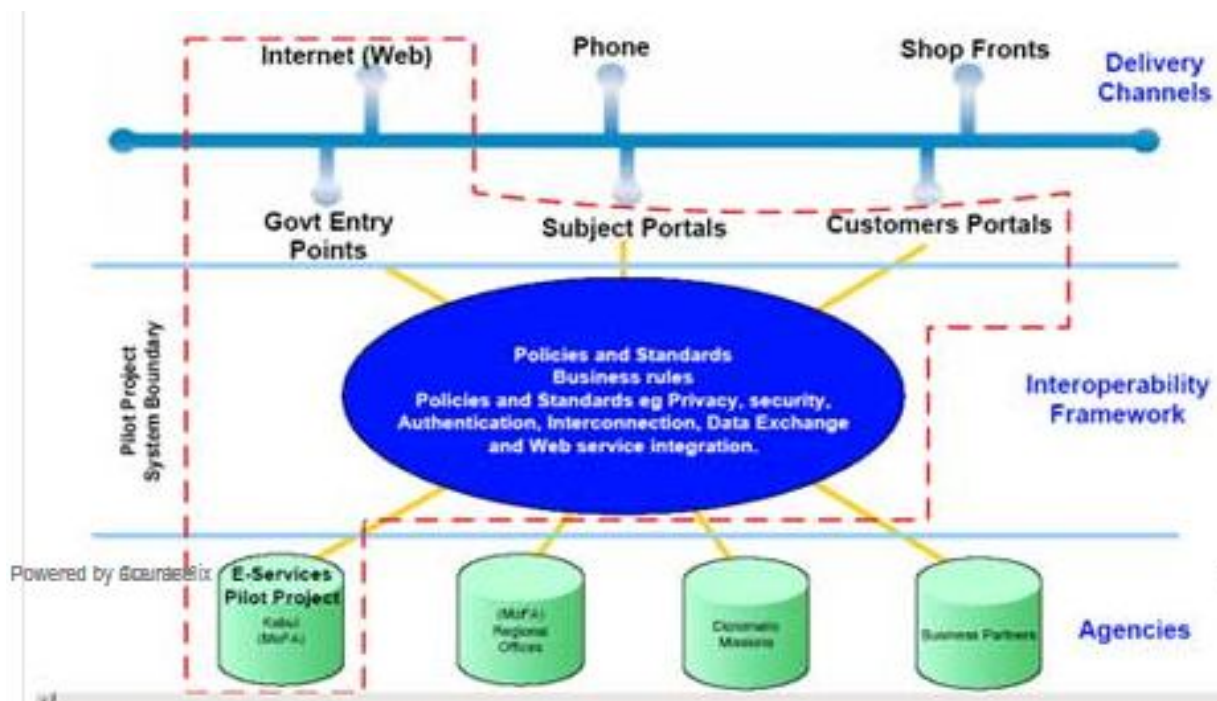 Internet (Web)
Phone
Shop Fronts
Delivery
Channels
Govt Entry
Points
Subject Portals
Customers Portals
Pilot Project
System Boundary
Policies and Standards
Business rules
Policies and Standards eg Privacy, security,
Authentication, Interconnection, Data Exchange
and Web service integration.
Interoperability
Framework
Powered by
E-Services
Pilot Project
Kabul
(MoFA)
(MoFA)
Regional
Offices
Diplomatic
Missions
Business Partners
Agencies